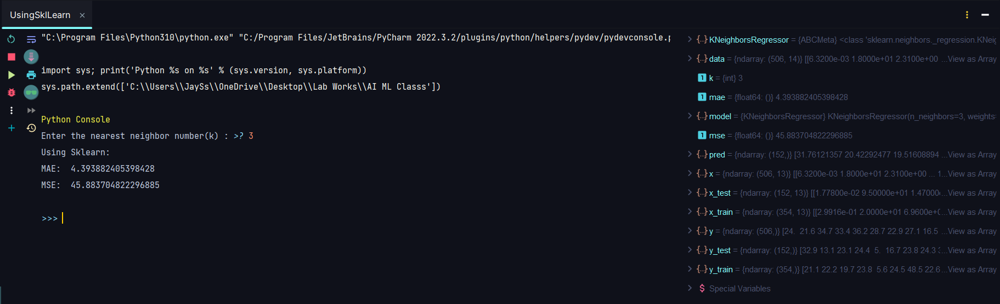 UsingSklLearn
"C:\Program Files\Python310\python.exe" "C:/Program Files/JetBrains/PyCharm 2022.3.2/plugins/python/helpers/pydev/pydevconsole.p
import sys; print('Python %s on %s' % (sys.version, sys.platform))
sys.path.extend(['C:\\Users\\JaySs\\OneDrive\\Desktop\\Lab Works\\AI ML Classs'])
Python Console
Enter the nearest neighbor number(k) : >? 3
Using Sklearn:
MAE:  4.393882405398428
MSE:  45.883704822296885
>>>
{...} KNeighborsRegressor = {ABCMeta} <class 'sklearn.neighbors._regression.KNeig
{...} data = {ndarray: (506, 14)} [[6.3200e-03 1.8000e+01 2.3100e+00 ...View as Array
1 k = {int} 3
1 mae = {float64: ()} 4.393882405398428
{...} model = {KNeighborsRegressor} KNeighborsRegressor(n_neighbors=3, weights=
1 mse = {float64: ()} 45.883704822296885
{...} pred = {ndarray: (152,)} [31.76121357 20.42292477 19.51608894 ...View as Array
{...} x = {ndarray: (506, 13)} [[6.3200e-03 1.8000e+01 2.3100e+00 ... 1...View as Array
{...} x_test = {ndarray: (152, 13)} [[1.77800e-02 9.50000e+01 1.47000e ...View as Array
{...} x_train = {ndarray: (354, 13)} [[2.9916e-01 2.0000e+01 6.9600e+0 ...View as Array
{...} y = {ndarray: (506,)} [24.  21.6 34.7 33.4 36.2 28.7 22.9 27.1 16.5 ...View as Array
{...} y_test = {ndarray: (152,)} [32.9 13.1 23.1 24.4  5.  16.7 23.8 24.3 3...View as Array
{...} y_train = {ndarray: (354,)} [21.1 22.2 19.7 23.8  5.6 24.5 48.5 22.6 ...View as Array
$ Special Variables